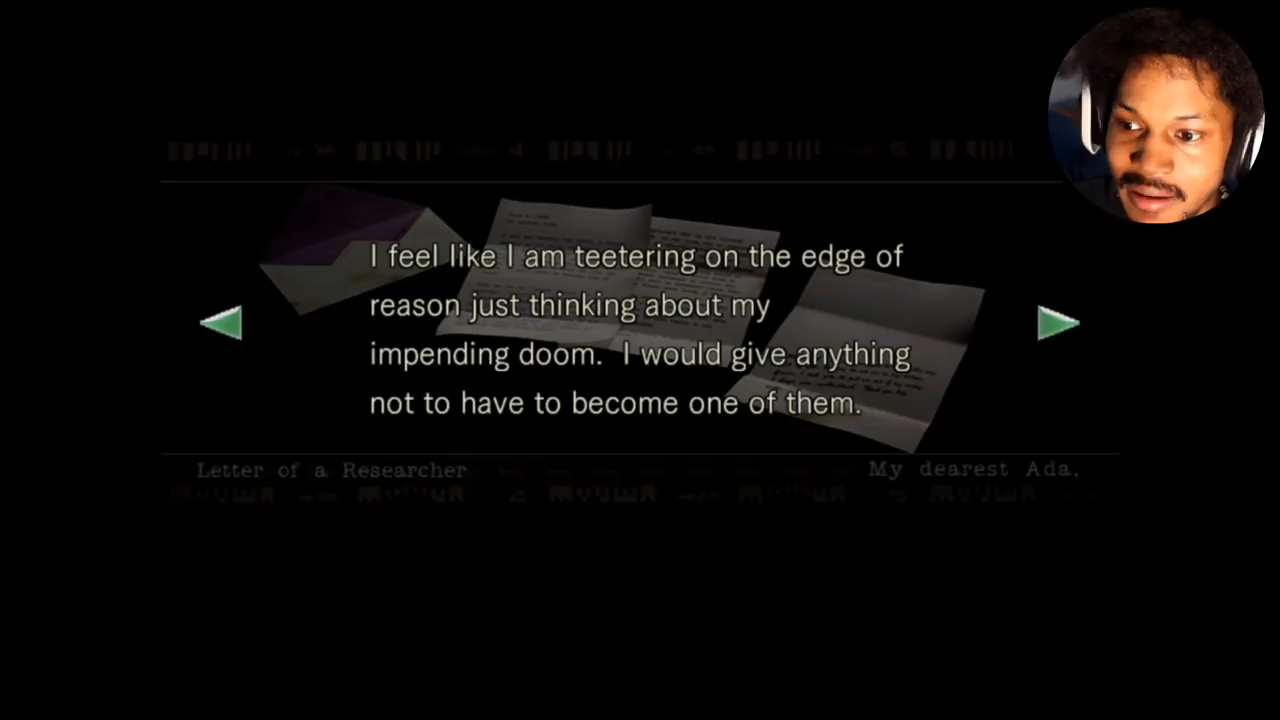 I feel like I am teetering on the edge of
reason just thinking about my
impending doom.  I would give anything
not to have to become one of them.
Letter of a Researcher
My dearest Ada,